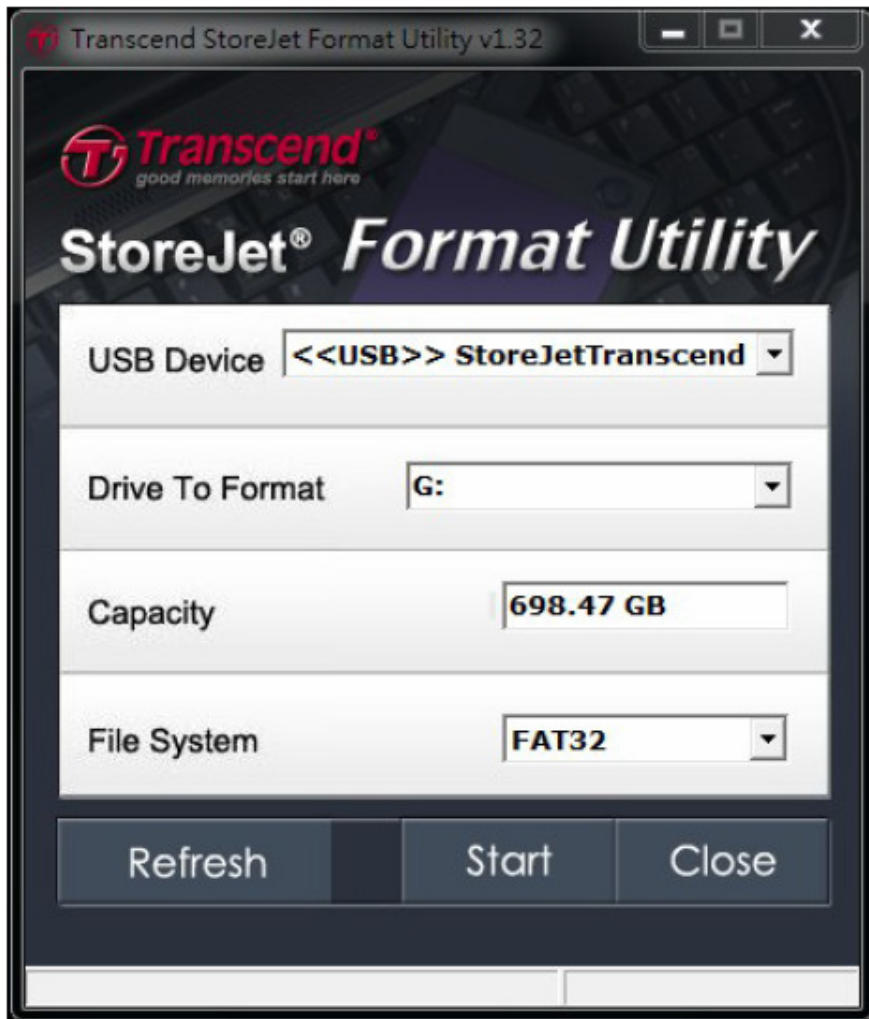 Transcend StoreJet Format Utility v1.32
Transcend®
good memories start here
StoreJet® Format Utility
USB Device <<USB>> StoreJetTranscend
Drive To Format G:
Capacity 698.47 GB
File System FAT32
Refresh Start Close